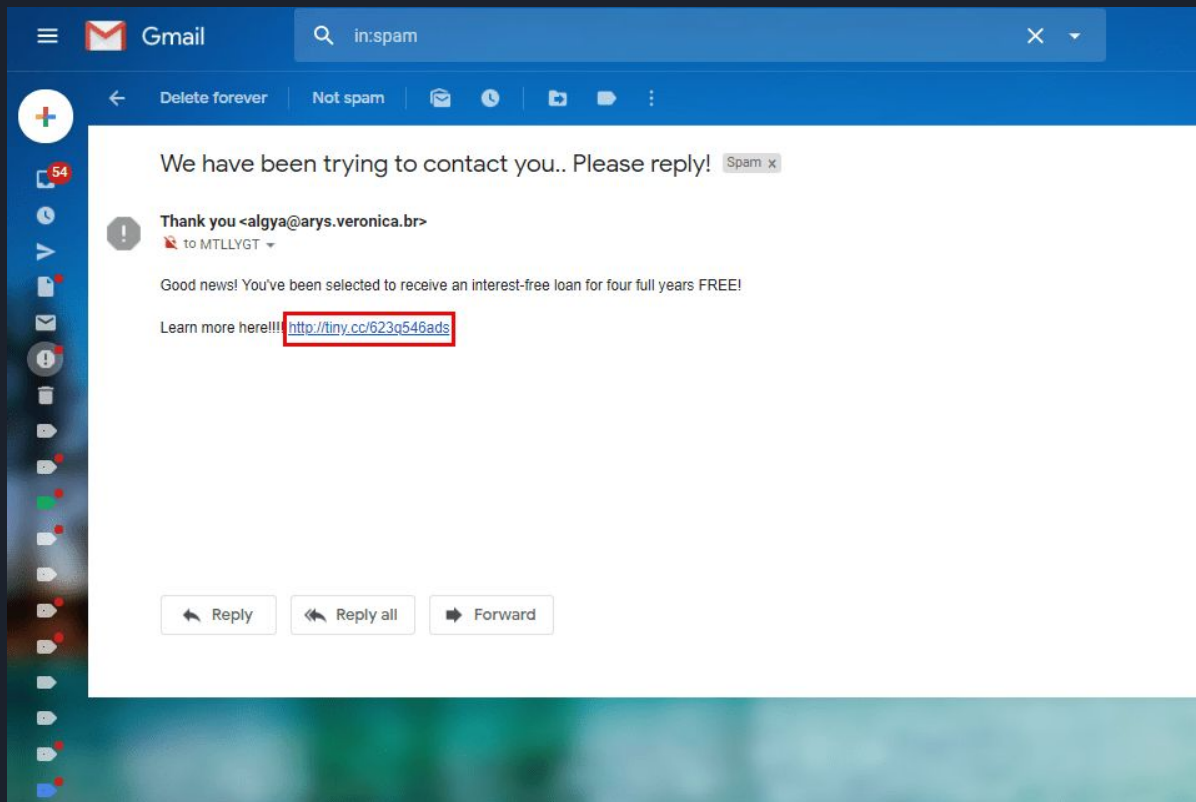 Gmail
in:spam
Delete forever
Not spam
54
We have been trying to contact you.. Please reply! Spam x
Thank you <algya@arys.veronica.br>
to MTLLYGT
Good news! You've been selected to receive an interest-free loan for four full years FREE!
Learn more here!!!! http://tiny.cc/623q546ads
Reply
Reply all
Forward